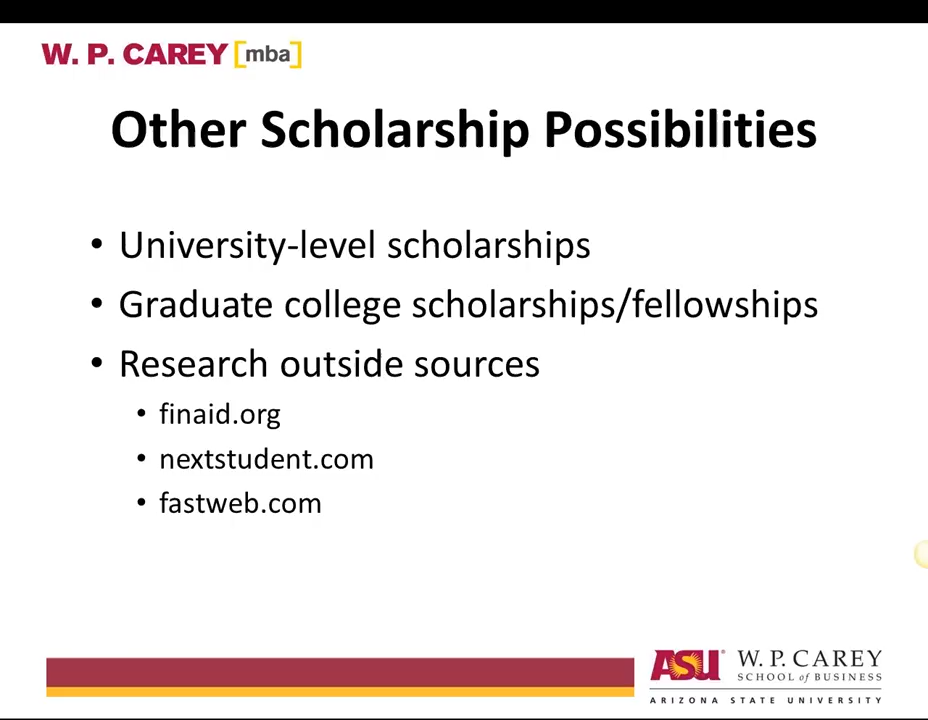 W. P. CAREY [mba]
Other Scholarship Possibilities
• University-level scholarships
• Graduate college scholarships/fellowships
• Research outside sources
• finaid.org
• nextstudent.com
• fastweb.com
ASU® W. P. CAREY
SCHOOL of BUSINESS
ARIZONA STATE UNIVERSITY